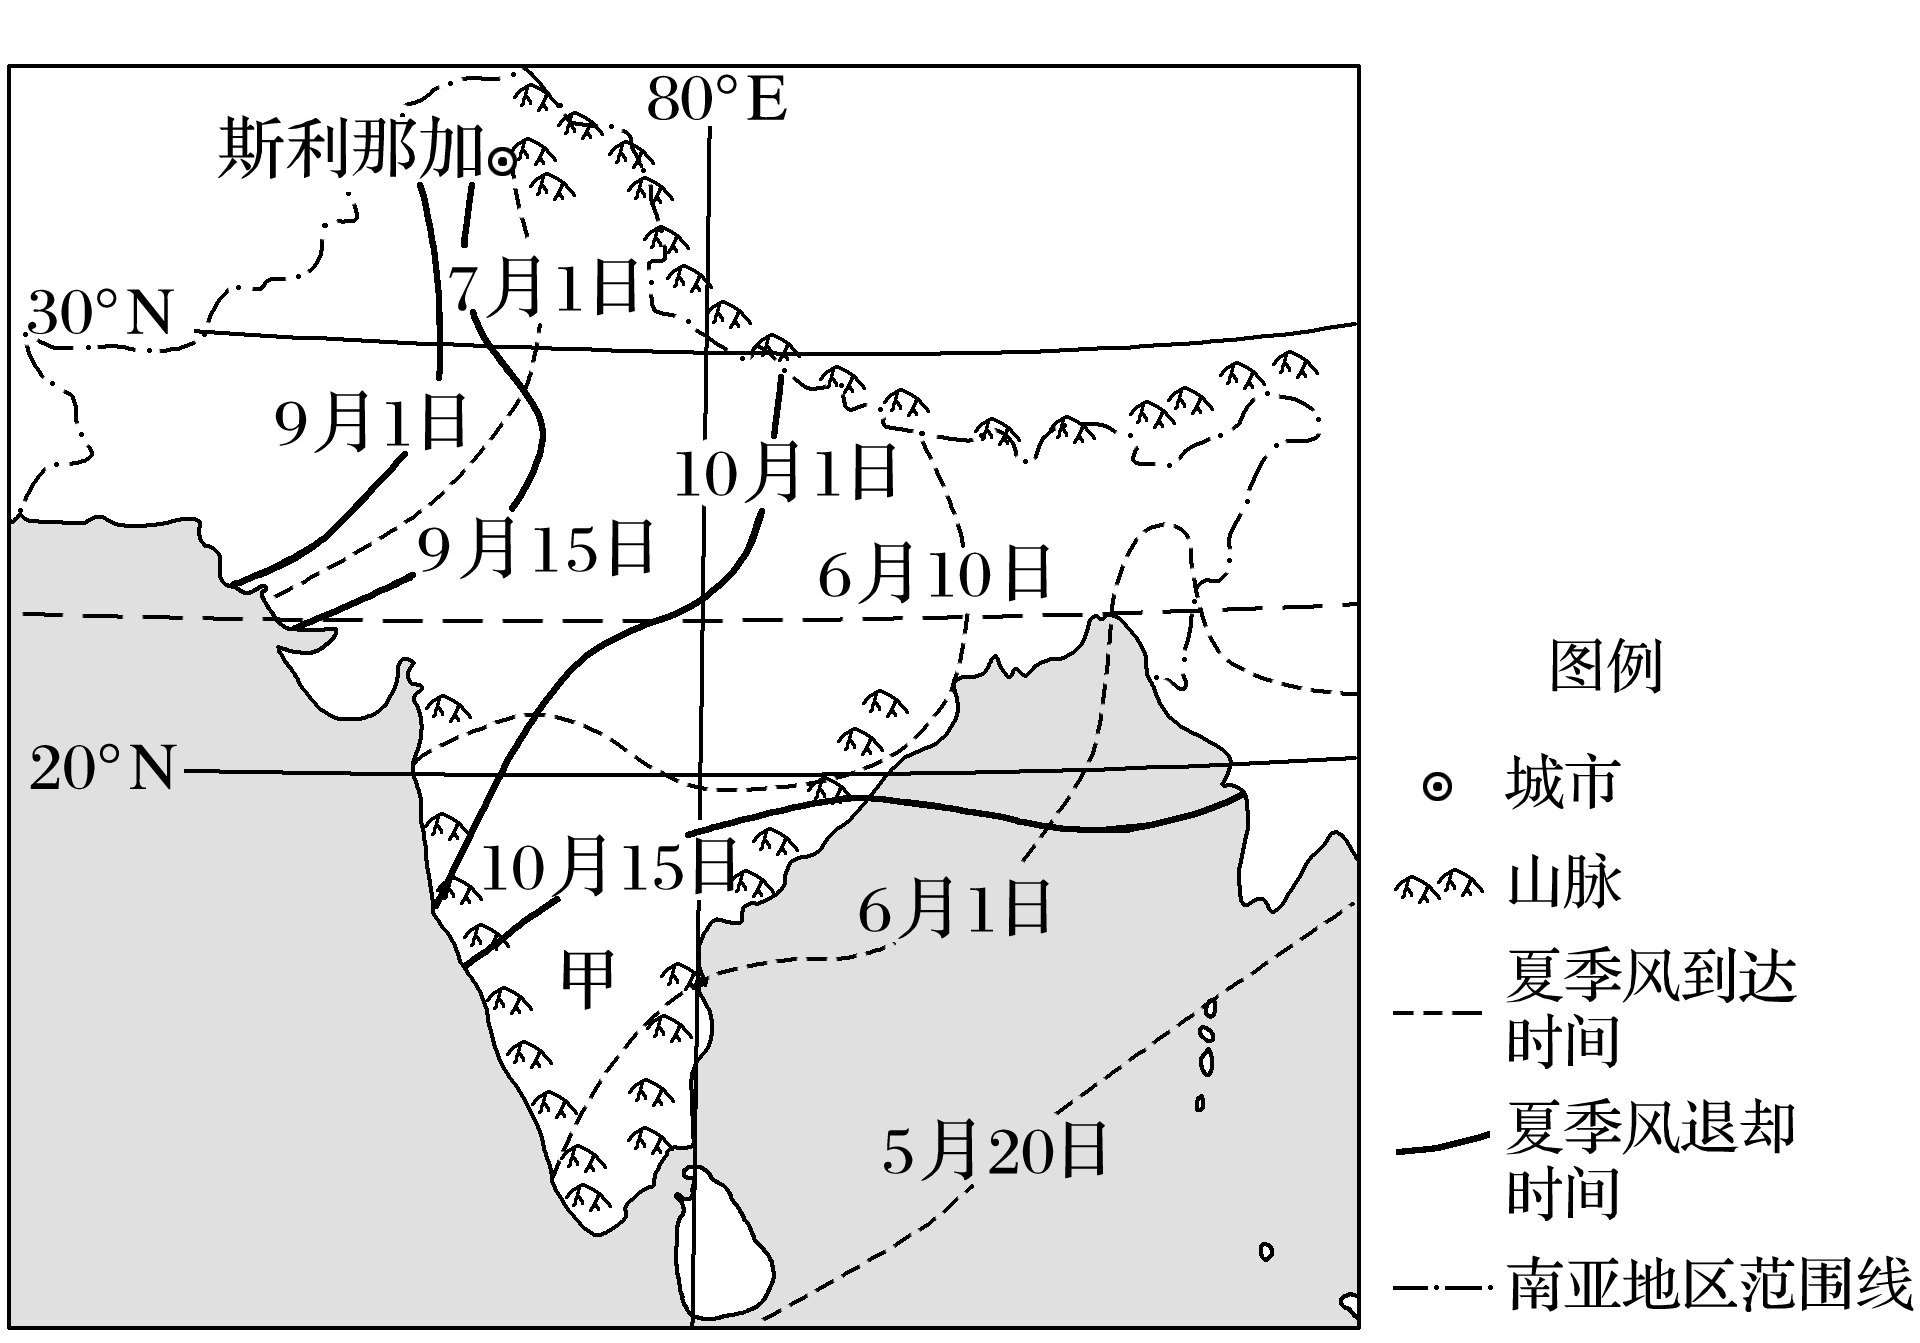 80°E
斯利那加
7月1日
30°N
9月1日
10月1日
9月15日
6月10日
20°N
10月15日
6月1日
甲
5月20日
图例
城市
山脉
夏季风到达
时间
夏季风退却
时间
南亚地区范围线